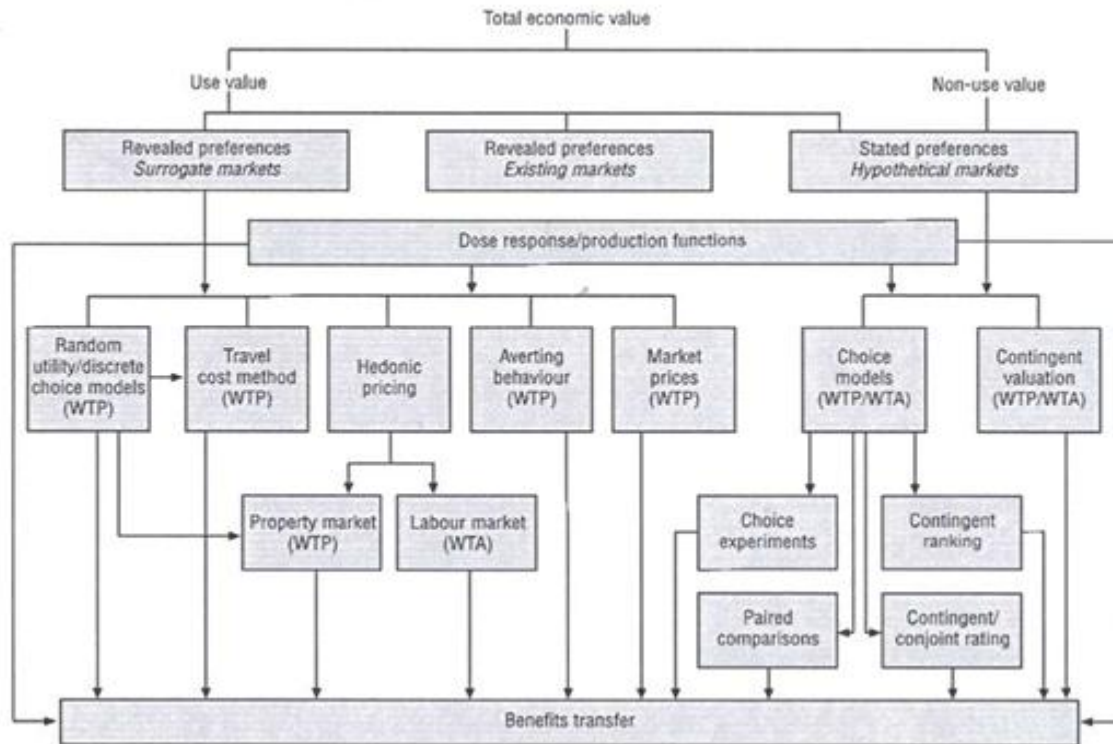 Total economic value
Use value
Non-use value
Revealed preferences
Surrogate markets
Revealed preferences
Existing markets
Stated preferences
Hypothetical markets
Dose response/production functions
Random
utility/discrete
choice models
(WTP)
Travel
cost method
(WTP)
Hedonic
pricing
Averting
behaviour
(WTP)
Market
prices
(WTP)
Choice
models
(WTP/WTA)
Contingent
valuation
(WTP/WTA)
Property market
(WTP)
Labour market
(WTA)
Choice
experiments
Contingent
ranking
Paired
comparisons
Contingent/
conjoint rating
Benefits transfer